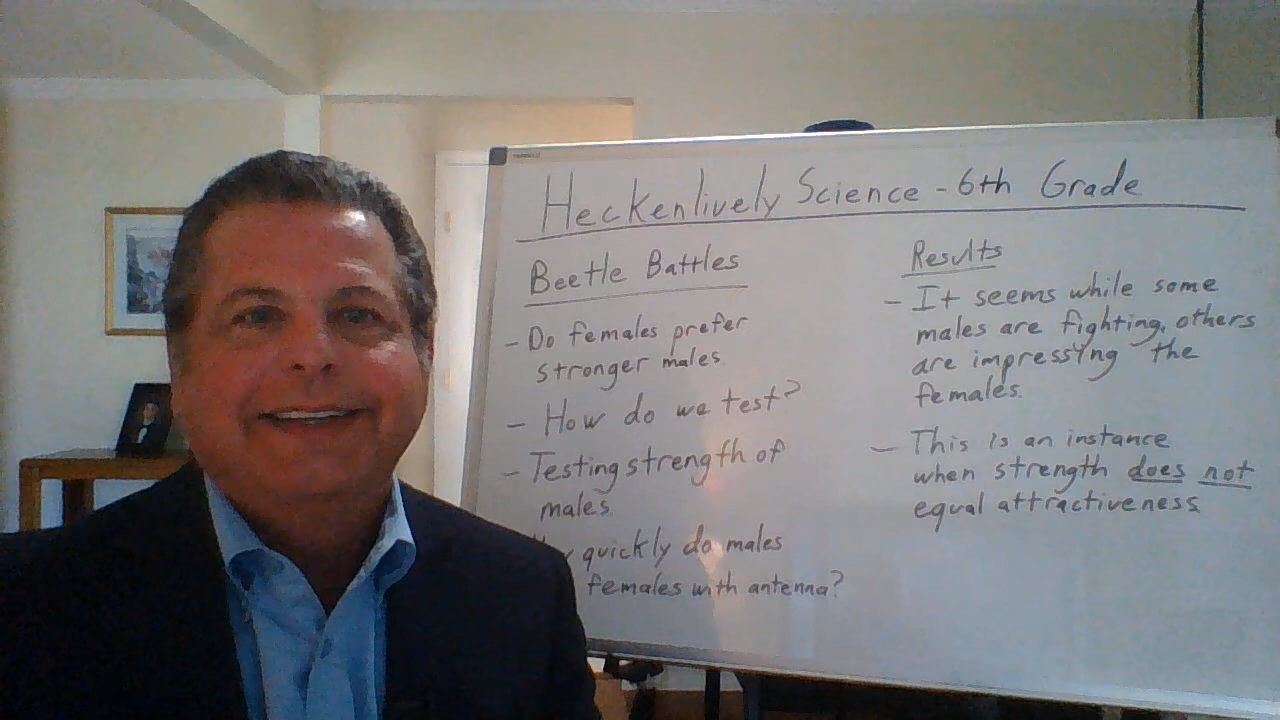 Heckenlively Science - 6th Grade
Beetle Battles
- Do females prefer
stronger males
- How do we test?
- Testing strength of
males.
quickly do males
females with antenna?
Results
- It seems while some
males are fighting, others
are impressing the
females.
- This is an instance
when strength does not
equal attractiveness